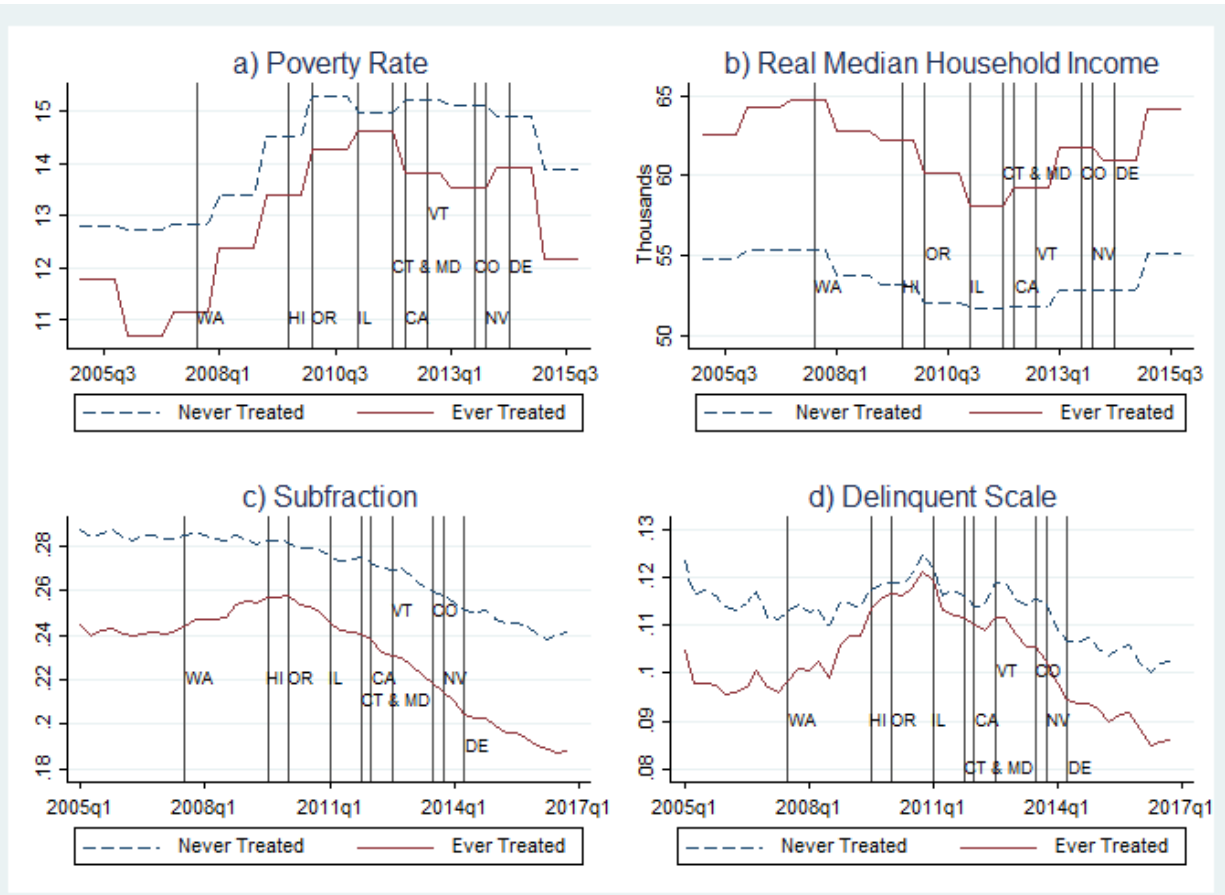 a) Poverty Rate
15
14
13
12
11
VT
CT & MD CO DE
WA HI OR IL CA NV
2005q3 2008q1 2010q3 2013q1 2015q3
Never Treated Ever Treated
b) Real Median Household Income
Thousands
65
60
55
50
CT & MD CO DE
OR VT NV
WA HI IL CA
2005q3 2008q1 2010q3 2013q1 2015q3
Never Treated Ever Treated
c) Subfraction
.28
.26
.24
.22
.2
.18
VT CO
WA HI OR IL CA NV
CT & MD
DE
2005q1 2008q1 2011q1 2014q1 2017q1
Never Treated Ever Treated
d) Delinquent Scale
.13
.12
.11
.1
.09
.08
VT CO
WA HI OR IL CA NV
CT & MD DE
2005q1 2008q1 2011q1 2014q1 2017q1
Never Treated Ever Treated